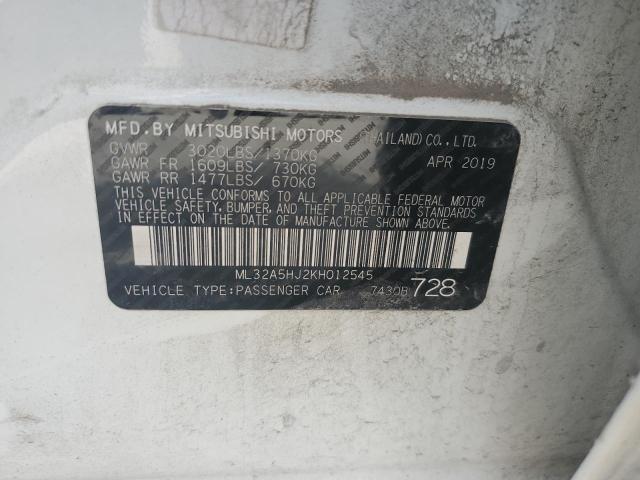 MFD.BY MITSUBISHI MOTORS (THAILAND)CO.,LTD.
GVWR 3020LBS/1370KG APR 2019
GAWR FR 1609LBS/ 730KG
GAWR RR 1477LBS/ 670KG
THIS VEHICLE CONFORMS TO ALL APPLICABLE FEDERAL MOTOR
VEHICLE SAFETY, BUMPER, AND THEFT PREVENTION STANDARDS
IN EFFECT ON THE DATE OF MANUFACTURE SHOWN ABOVE.
ML32A5HJ2KH012545
VEHICLE TYPE:PASSENGER CAR 7430B 728